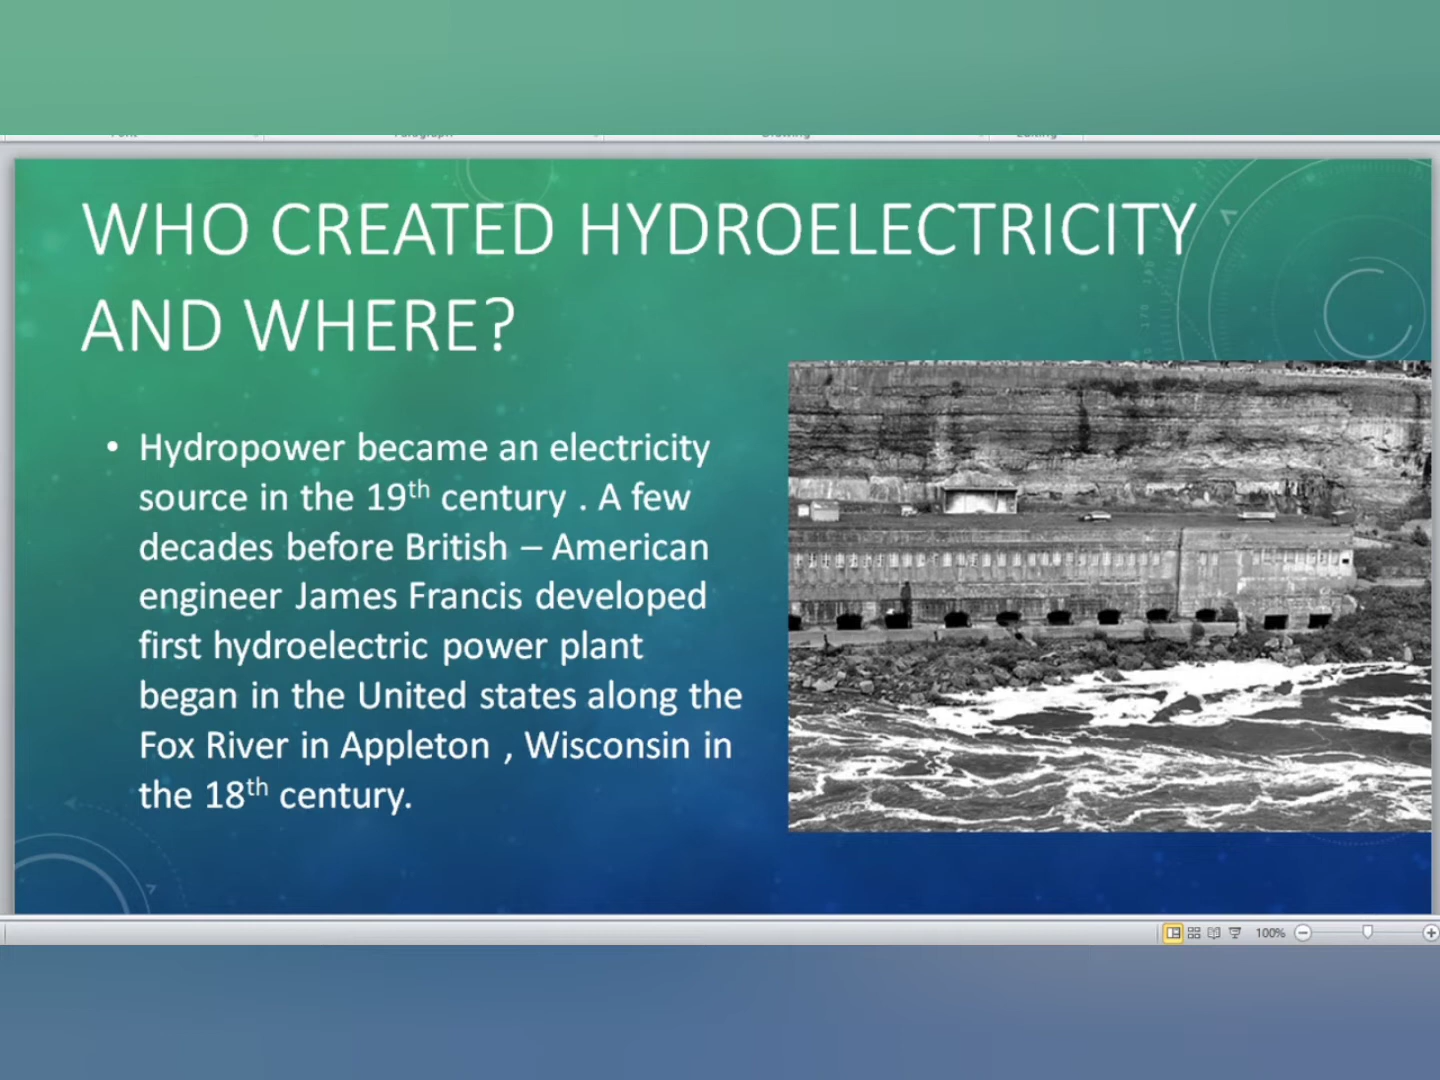 WHO CREATED HYDROELECTRICITY
AND WHERE?
• Hydropower became an electricity
source in the 19th century . A few
decades before British – American
engineer James Francis developed
first hydroelectric power plant
began in the United states along the
Fox River in Appleton , Wisconsin in
the 18th century.
100%